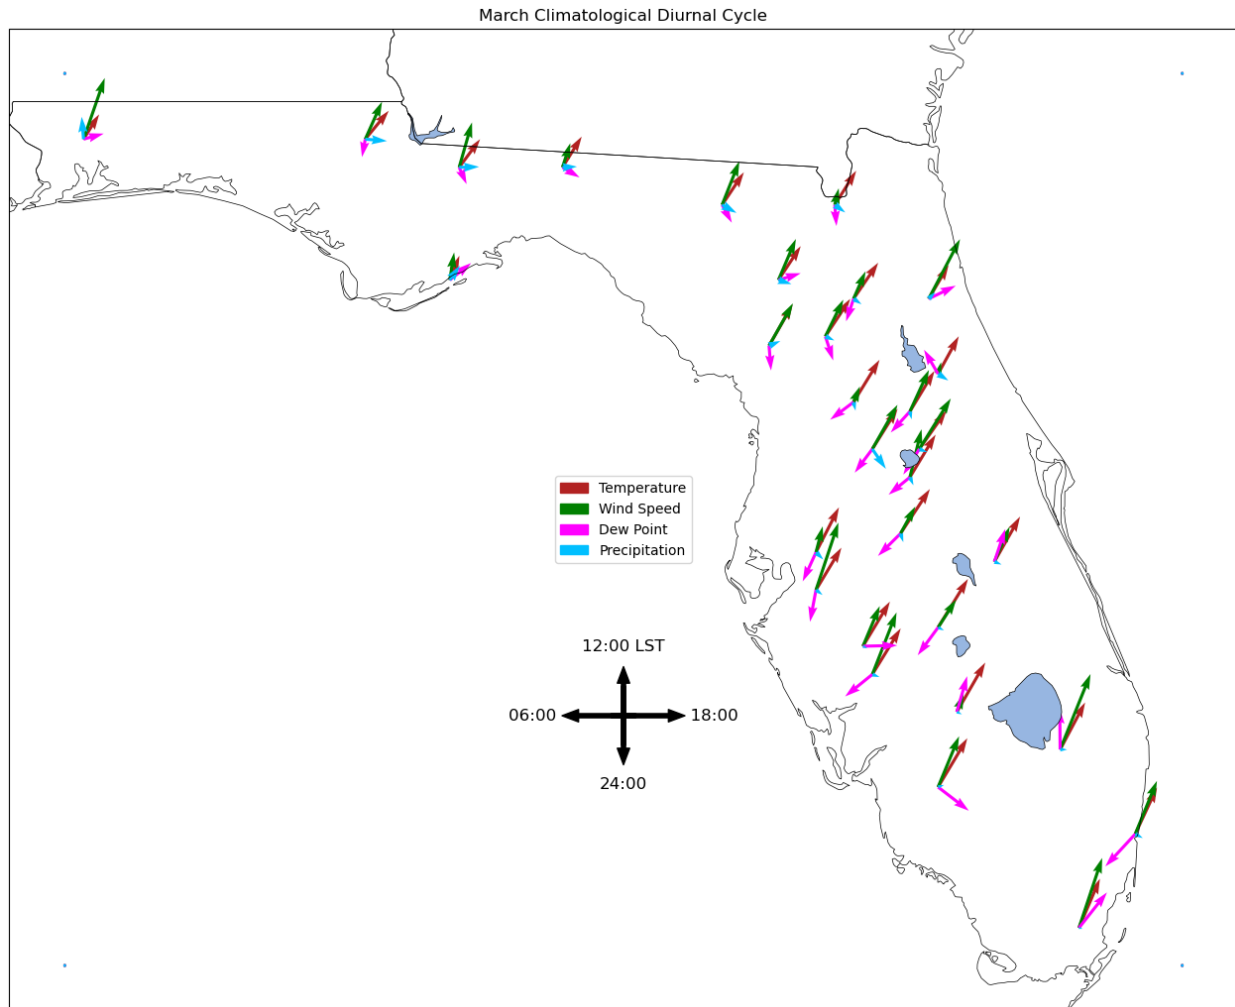 March Climatological Diurnal Cycle
Temperature
Wind Speed
Dew Point
Precipitation
12:00 LST
06:00
18:00
24:00